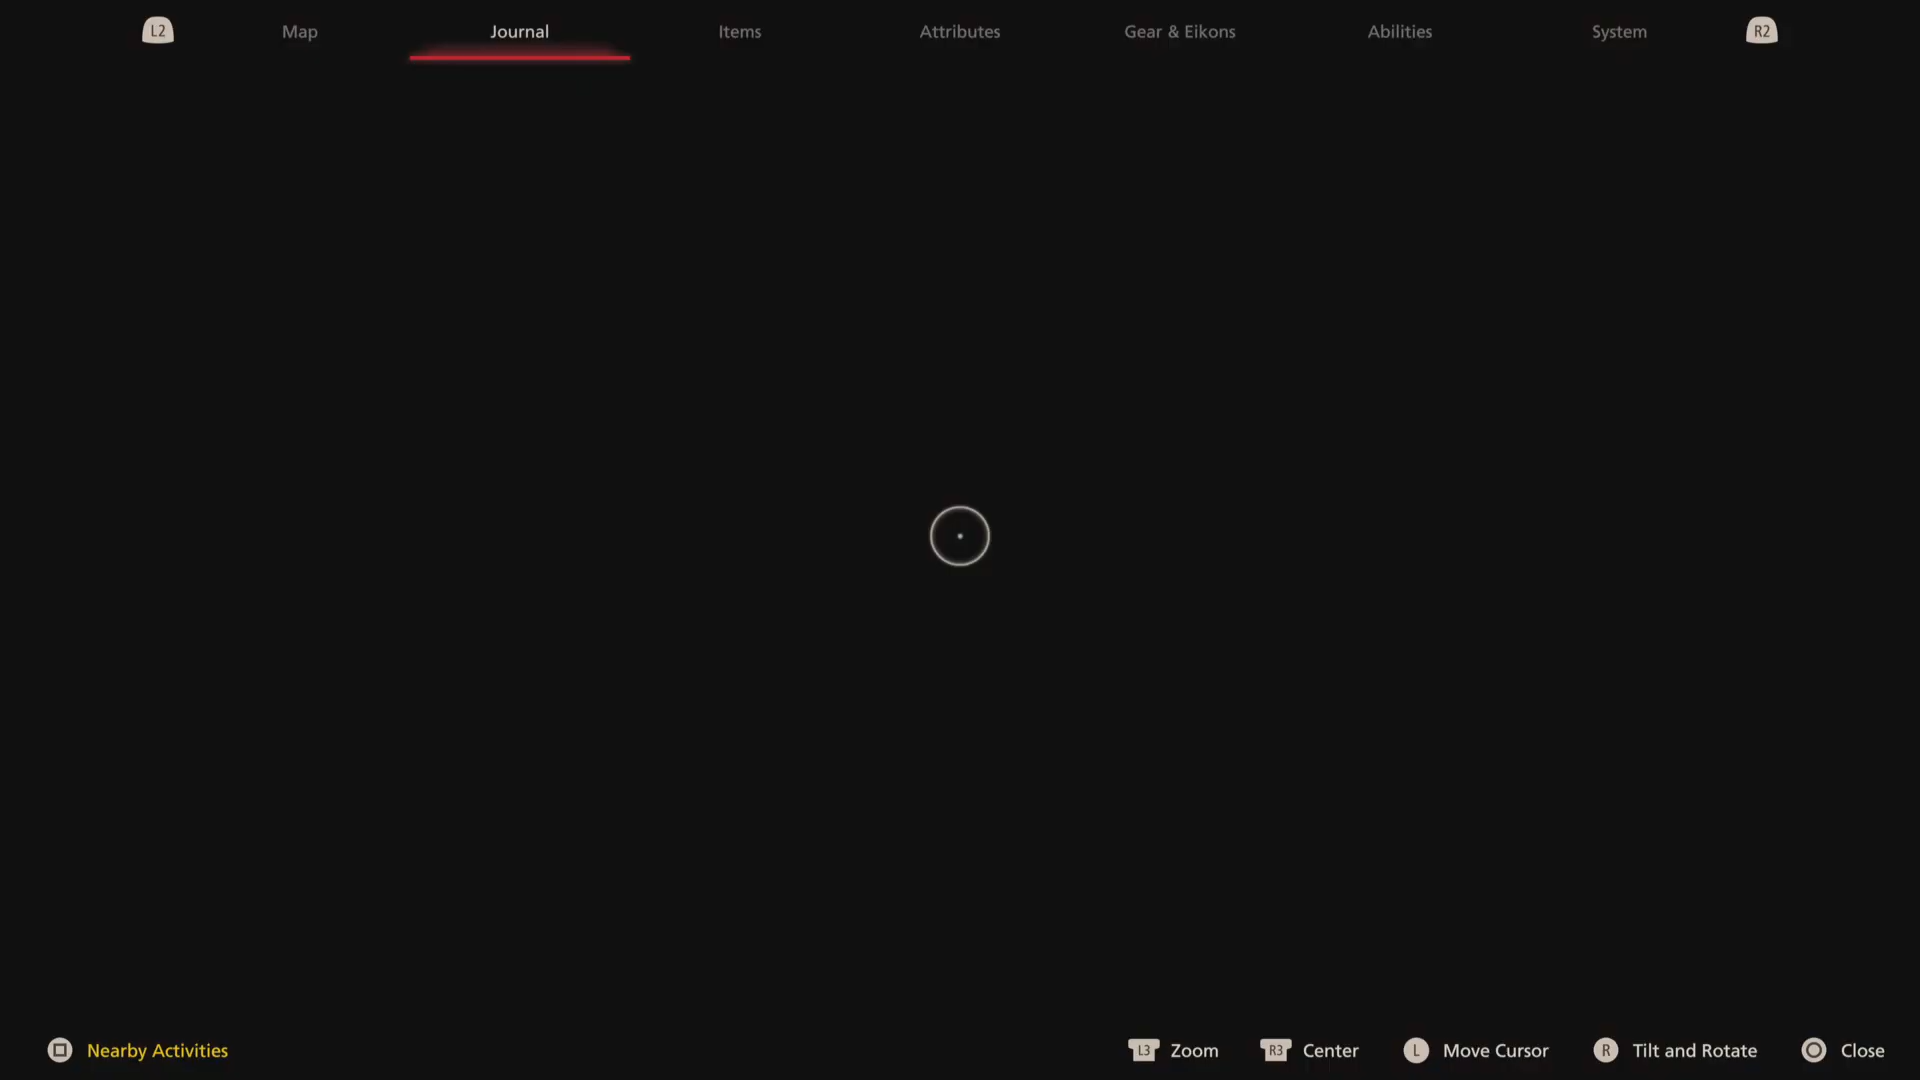 L2 Map Journal Items Attributes Gear & Eikons Abilities System R2
Nearby Activities L3 Zoom R3 Center L Move Cursor R Tilt and Rotate Close